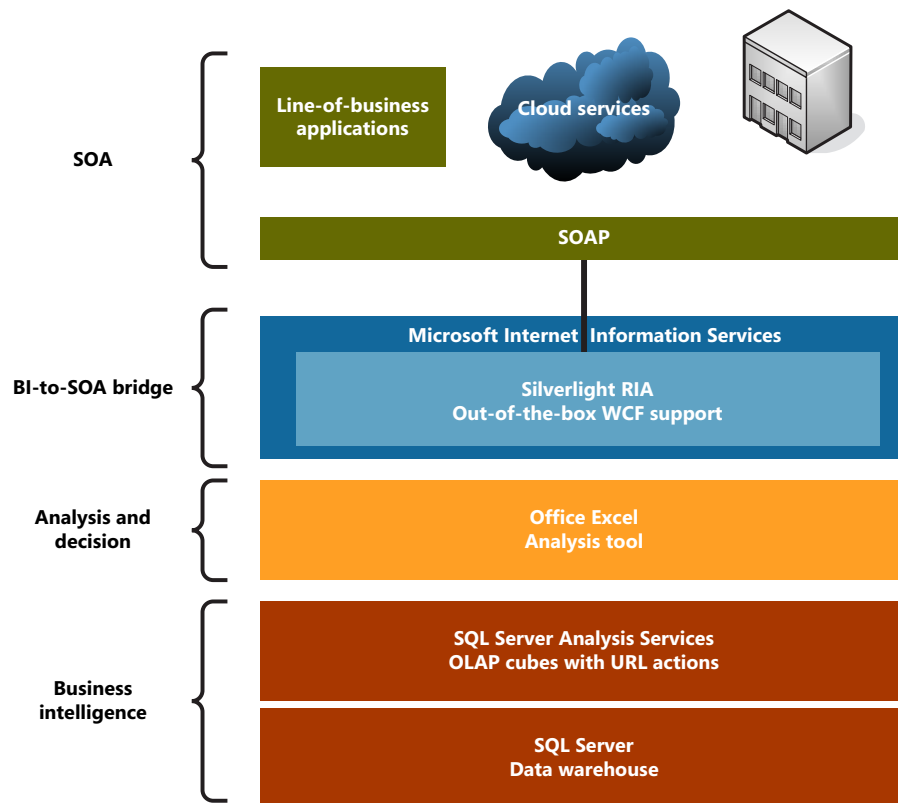 SOA
Line-of-business
applications
Cloud services
SOAP
BI-to-SOA bridge
Microsoft Internet Information Services
Silverlight RIA
Out-of-the-box WCF support
Analysis and
decision
Office Excel
Analysis tool
Business
intelligence
SQL Server Analysis Services
OLAP cubes with URL actions
SQL Server
Data warehouse